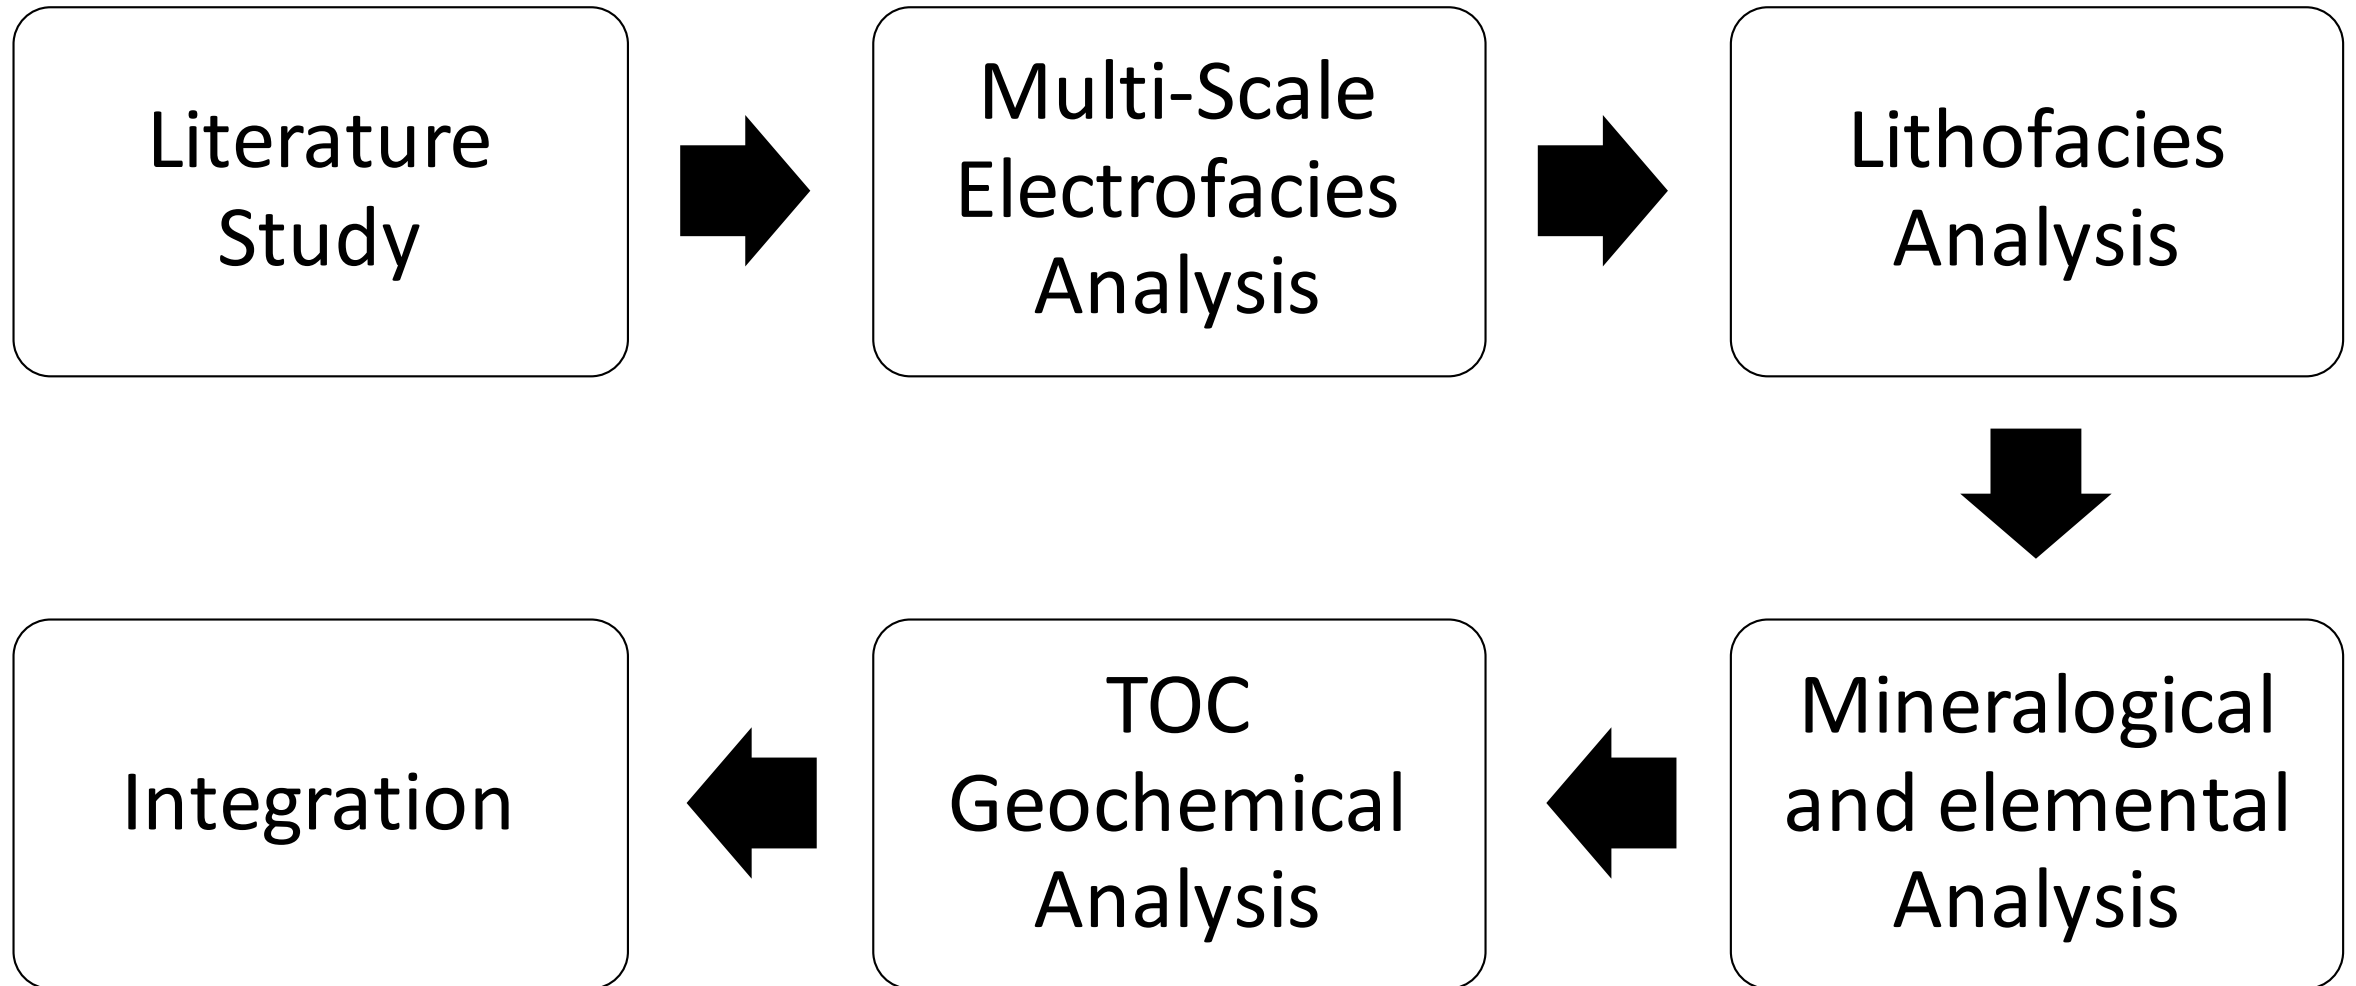 Literature
Study
Multi-Scale
Electrofacies
Analysis
Lithofacies
Analysis
Mineralogical
and elemental
Analysis
TOC
Geochemical
Analysis
Integration